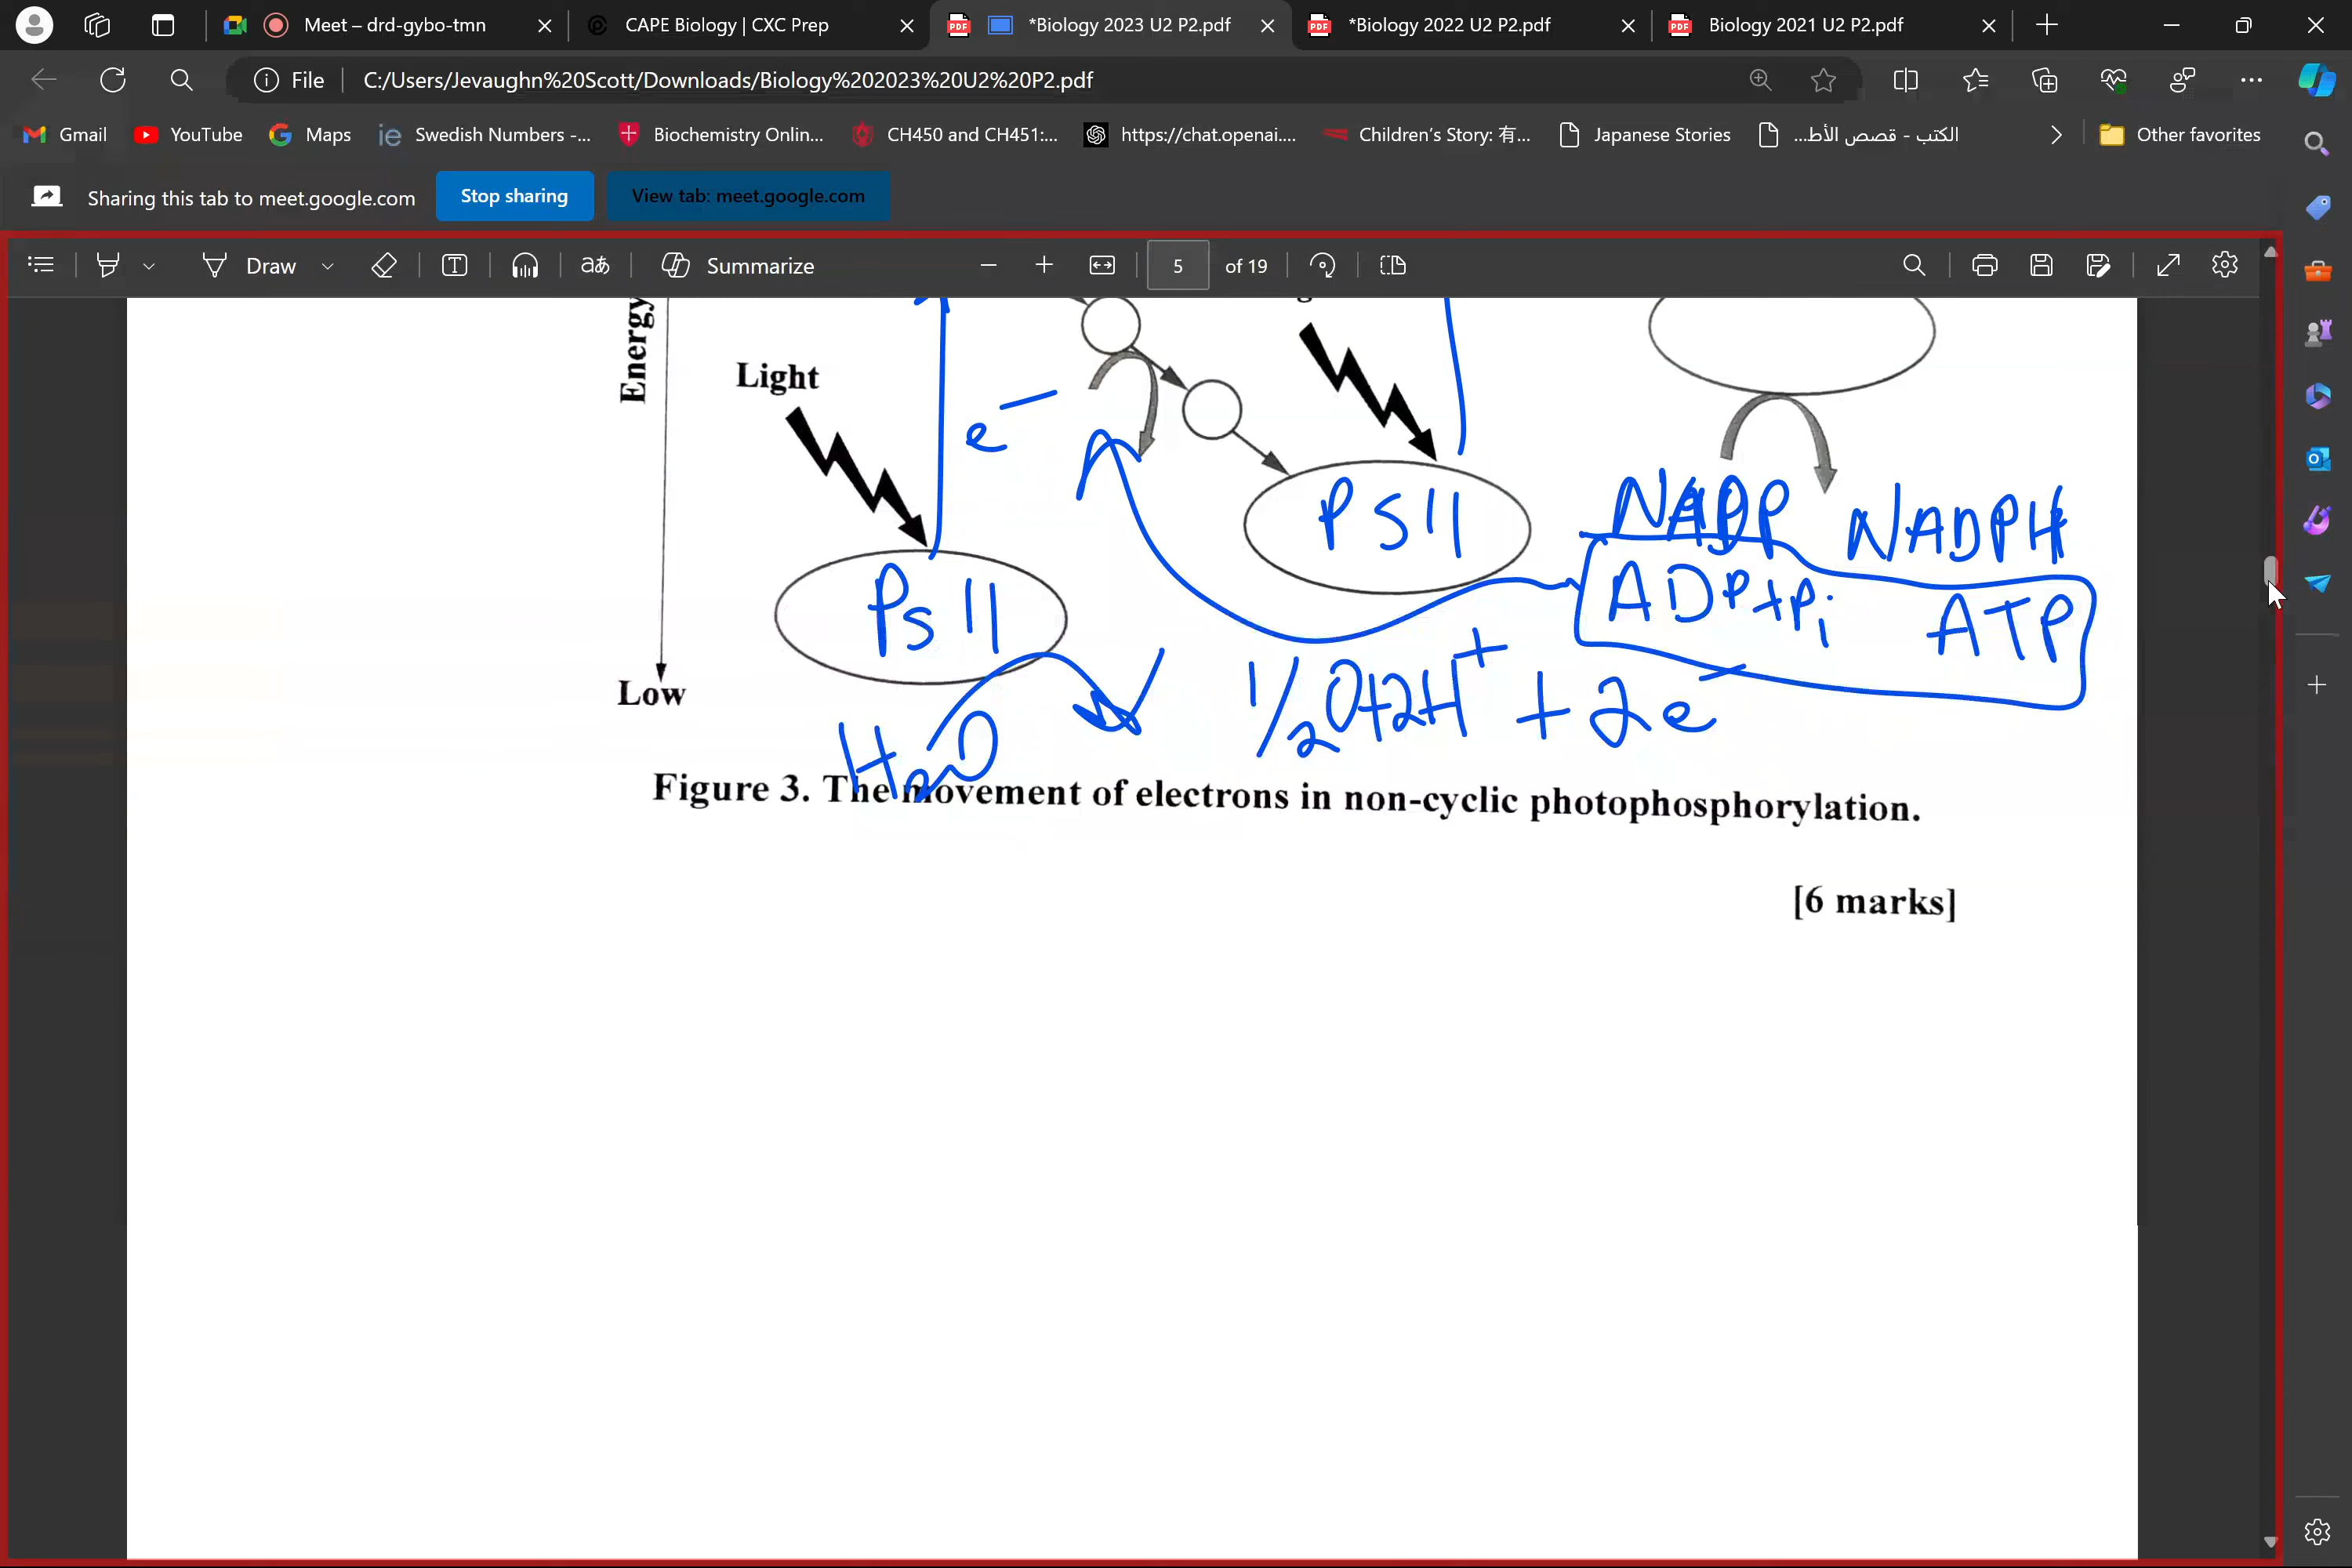 Meet – drd-gybo-tmn
CAPE Biology | CXC Prep
*Biology 2023 U2 P2.pdf
*Biology 2022 U2 P2.pdf
Biology 2021 U2 P2.pdf
File
C:/Users/Jevaughn%20Scott/Downloads/Biology%202023%20U2%20P2.pdf
Gmail
YouTube
Maps
Swedish Numbers -...
Biochemistry Onlin...
CH450 and CH451:...
https://chat.openai....
Children's Story: 有...
Japanese Stories
الكتب - قصص الأط...
Other favorites
Sharing this tab to meet.google.com
Stop sharing
View tab: meet.google.com
Draw
Summarize
5
of 19
Energy
Light
e⁻
PS II
NADP NADPH
ADP+Pi ATP
PS II
Low
1/2O+2H⁺ + 2e⁻
H₂O
Figure 3. The movement of electrons in non-cyclic photophosphorylation.
[6 marks]